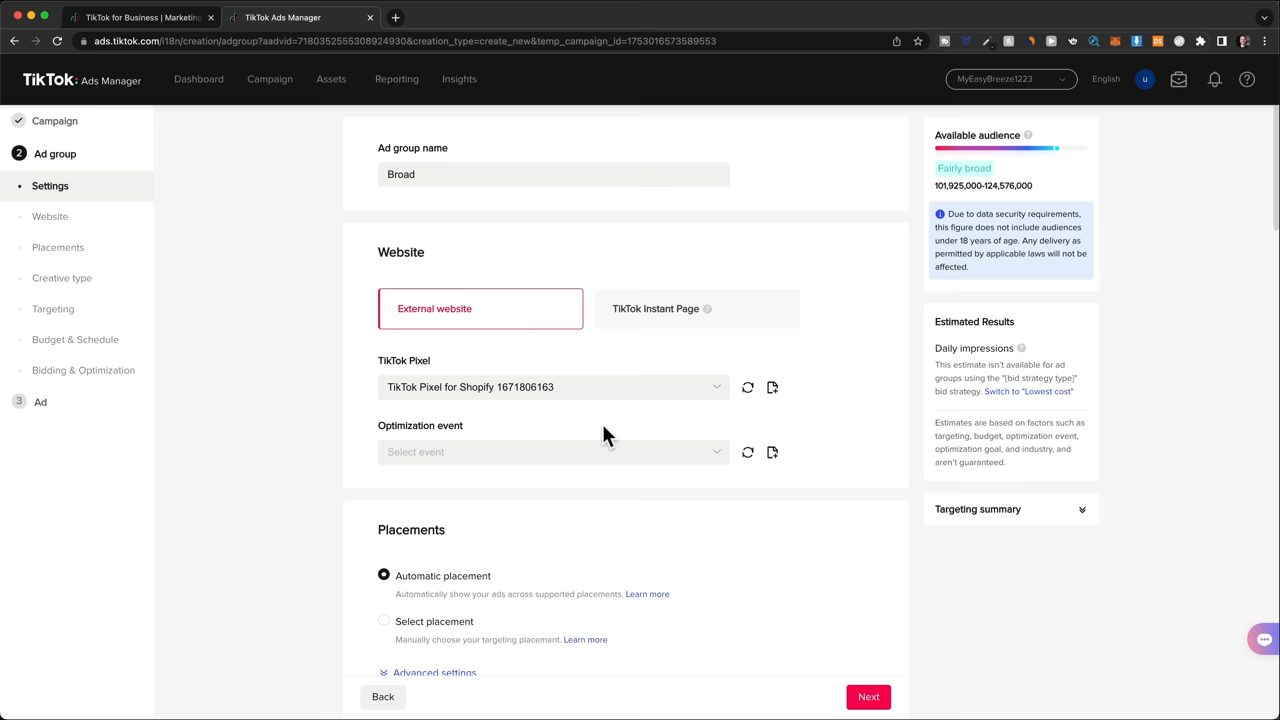 TikTok for Business | Marketing
TikTok Ads Manager
ads.tiktok.com/i18n/creation/adgroup?aadvid=7180352555308924930&creation_type=create_new&temp_campaign_id=1753016573589553
TikTok: Ads Manager
Dashboard
Campaign
Assets
Reporting
Insights
MyEasyBreeze1223
English
u
Campaign
2 Ad group
Settings
Website
Placements
Creative type
Targeting
Budget & Schedule
Bidding & Optimization
3 Ad
Ad group name
Broad
Website
External website
TikTok Instant Page
TikTok Pixel
TikTok Pixel for Shopify 1671806163
Optimization event
Select event
Placements
Automatic placement
Automatically show your ads across supported placements. Learn more
Select placement
Manually choose your targeting placement. Learn more
Advanced settings
Back
Next
Available audience
Fairly broad
101,925,000-124,576,000
Due to data security requirements,
this figure does not include audiences
under 18 years of age. Any delivery as
permitted by applicable laws will not be
affected.
Estimated Results
Daily impressions
This estimate isn't available for ad
groups using the "{bid strategy type}"
bid strategy. Switch to "Lowest cost"
Estimates are based on factors such as
targeting, budget, optimization event,
optimization goal, and industry, and
aren't guaranteed.
Targeting summary